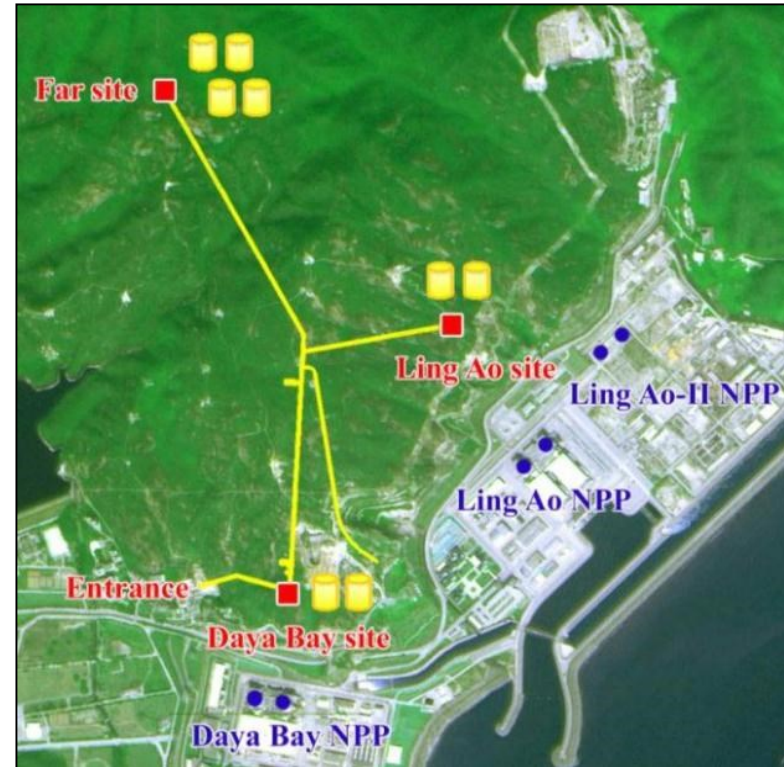 Far site
Ling Ao site
Ling Ao-II NPP
Ling Ao NPP
Entrance
Daya Bay site
Daya Bay NPP